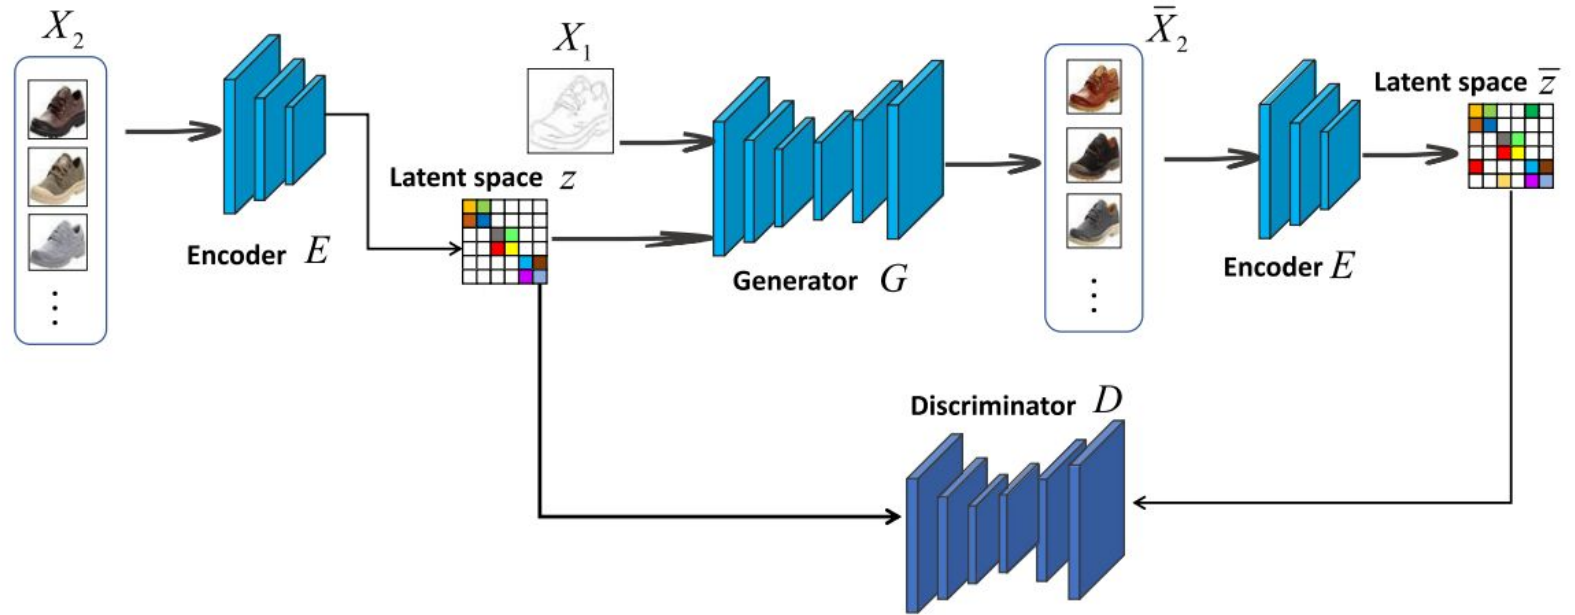 X₂
X₁
X̅₂
Latent space z̅
Latent space z
Encoder E
Generator G
Encoder E
Discriminator D